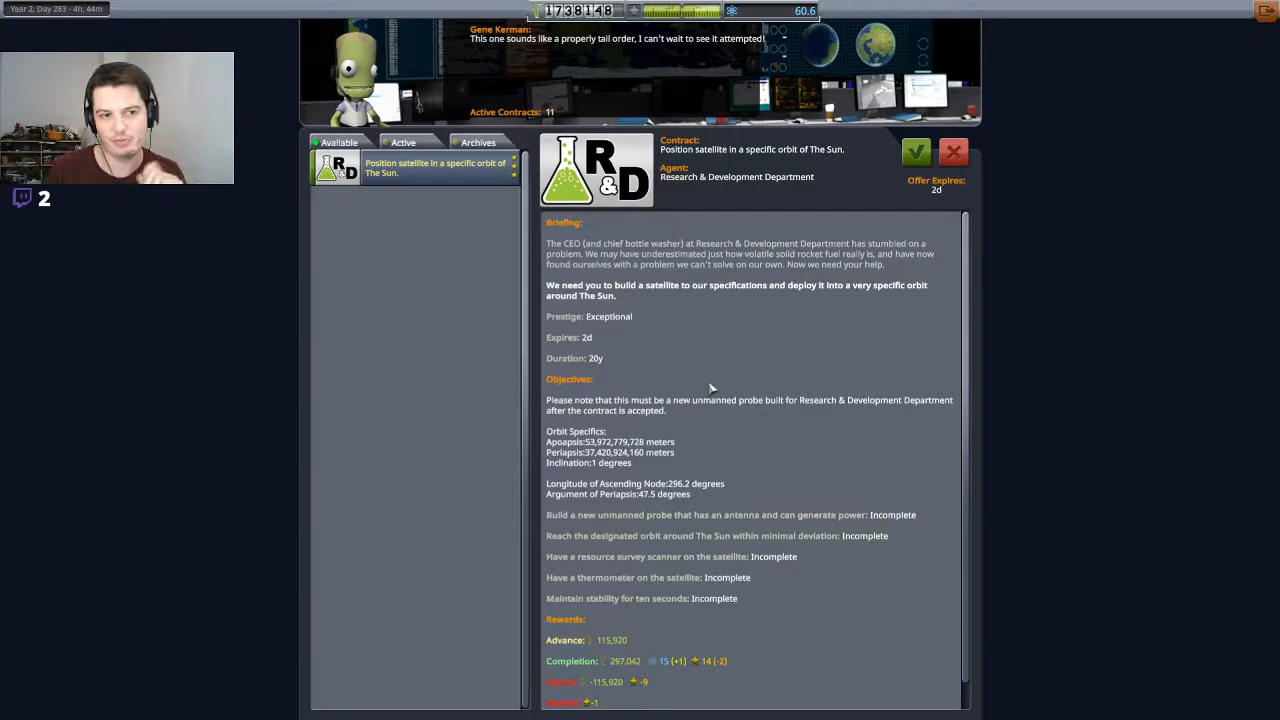 Year 2, Day 283 - 4h, 44m
1738148
60.6
Gene Kerman:
This one sounds like a properly tall order, I can't wait to see it attempted!
Active Contracts: 11
2
Available
Active
Archives
R&D
Position satellite in a specific orbit of
The Sun.
R&D
Contract:
Position satellite in a specific orbit of The Sun.
Agent:
Research & Development Department
Offer Expires:
2d
Briefing:
The CEO (and chief bottle washer) at Research & Development Department has stumbled on a
problem. We may have underestimated just how volatile solid rocket fuel really is, and have now
found ourselves with a problem we can't solve on our own. Now we need your help.
We need you to build a satellite to our specifications and deploy it into a very specific orbit
around The Sun.
Prestige: Exceptional
Expires: 2d
Duration: 20y
Objectives:
Please note that this must be a new unmanned probe built for Research & Development Department
after the contract is accepted.
Orbit Specifics:
Apoapsis:53,972,779,728 meters
Periapsis:37,420,924,160 meters
Inclination:1 degrees
Longitude of Ascending Node:296.2 degrees
Argument of Periapsis:47.5 degrees
Build a new unmanned probe that has an antenna and can generate power: Incomplete
Reach the designated orbit around The Sun within minimal deviation: Incomplete
Have a resource survey scanner on the satellite: Incomplete
Have a thermometer on the satellite: Incomplete
Maintain stability for ten seconds: Incomplete
Rewards:
Advance: 115,920
Completion: 297,042 15 (+1) 14 (-2)
Failure: -115,920 -9
-1